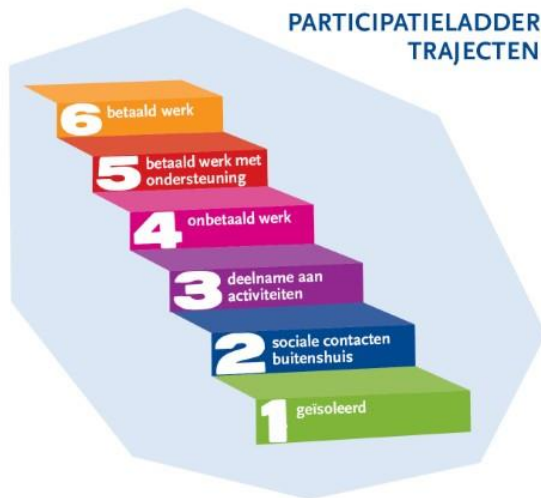 PARTICIPATIELADDER
TRAJECTEN
6 betaald werk
5 betaald werk met
ondersteuning
4 onbetaald werk
3 deelname aan
activiteiten
2 sociale contacten
buitenshuis
1 geïsoleerd